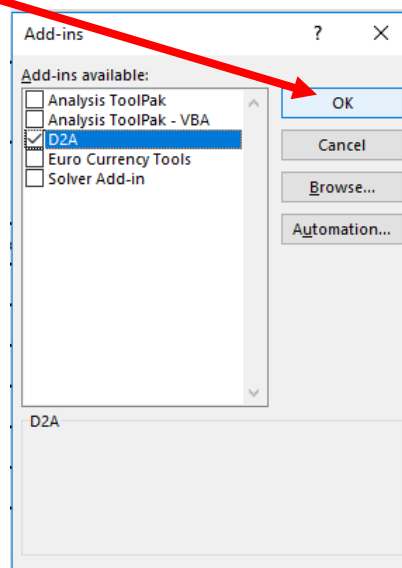 Add-ins ? ×
Add-ins available:
Analysis ToolPak
Analysis ToolPak - VBA
D2A
Euro Currency Tools
Solver Add-in
OK
Cancel
Browse...
Automation...
D2A